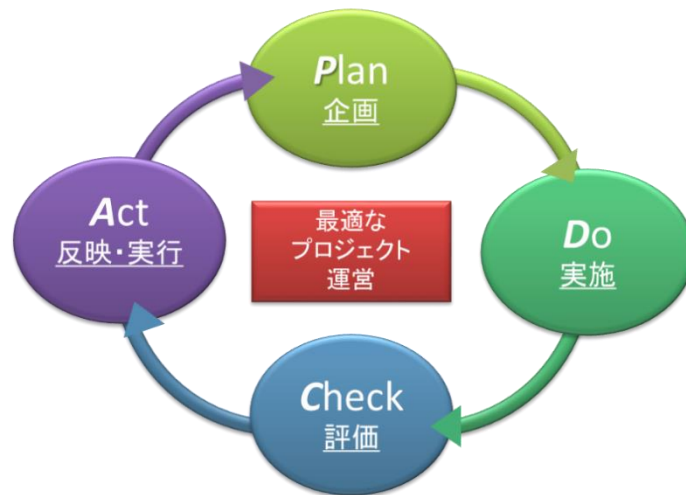 Plan
企画
Do
実施
Check
評価
Act
反映・実行
最適な
プロジェクト
運営